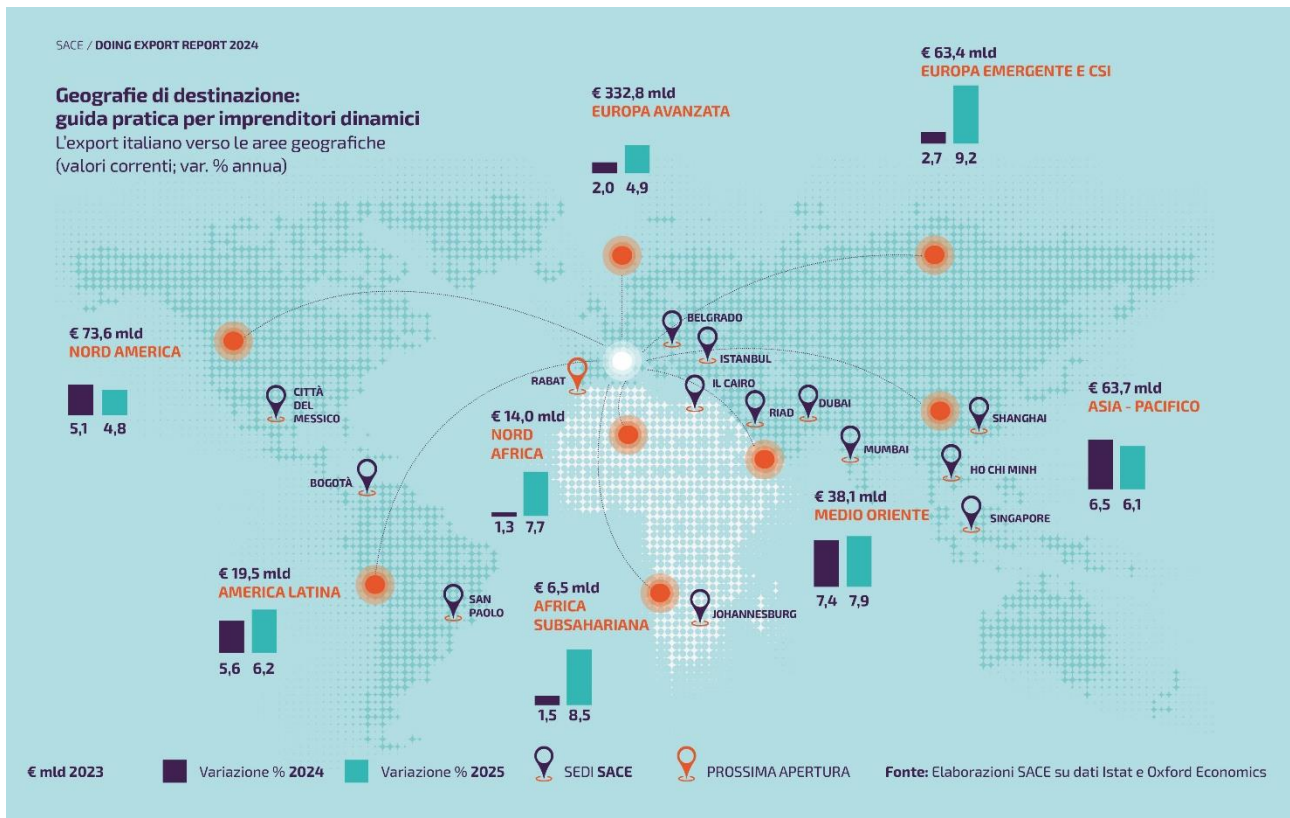 SACE / DOING EXPORT REPORT 2024
Geografie di destinazione:
guida pratica per imprenditori dinamici
L'export italiano verso le aree geografiche
(valori correnti; var. % annua)
€ 332,8 mld
EUROPA AVANZATA
2,0 4,9
€ 63,4 mld
EUROPA EMERGENTE E CSI
2,7 9,2
€ 73,6 mld
NORD AMERICA
5,1 4,8
CITTÀ
DEL
MESSICO
BOGOTÀ
€ 19,5 mld
AMERICA LATINA
5,6 6,2
SAN
PAOLO
RABAT
€ 14,0 mld
NORD
AFRICA
1,3 7,7
€ 6,5 mld
AFRICA
SUBSAHARIANA
1,5 8,5
JOHANNESBURG
BELGRADO
ISTANBUL
IL CAIRO
RIAD
DUBAI
MUMBAI
€ 38,1 mld
MEDIO ORIENTE
7,4 7,9
SHANGHAI
HO CHI MINH
SINGAPORE
€ 63,7 mld
ASIA - PACIFICO
6,5 6,1
€ mld 2023
Variazione % 2024
Variazione % 2025
SEDI SACE
PROSSIMA APERTURA
Fonte: Elaborazioni SACE su dati Istat e Oxford Economics